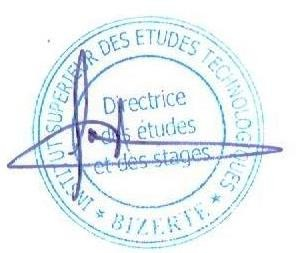 INSTITUT SUPERIEUR DES ETUDES TECHNOLOGIQUES
★ BIZERTE ★
Directrice
des études
et des stages